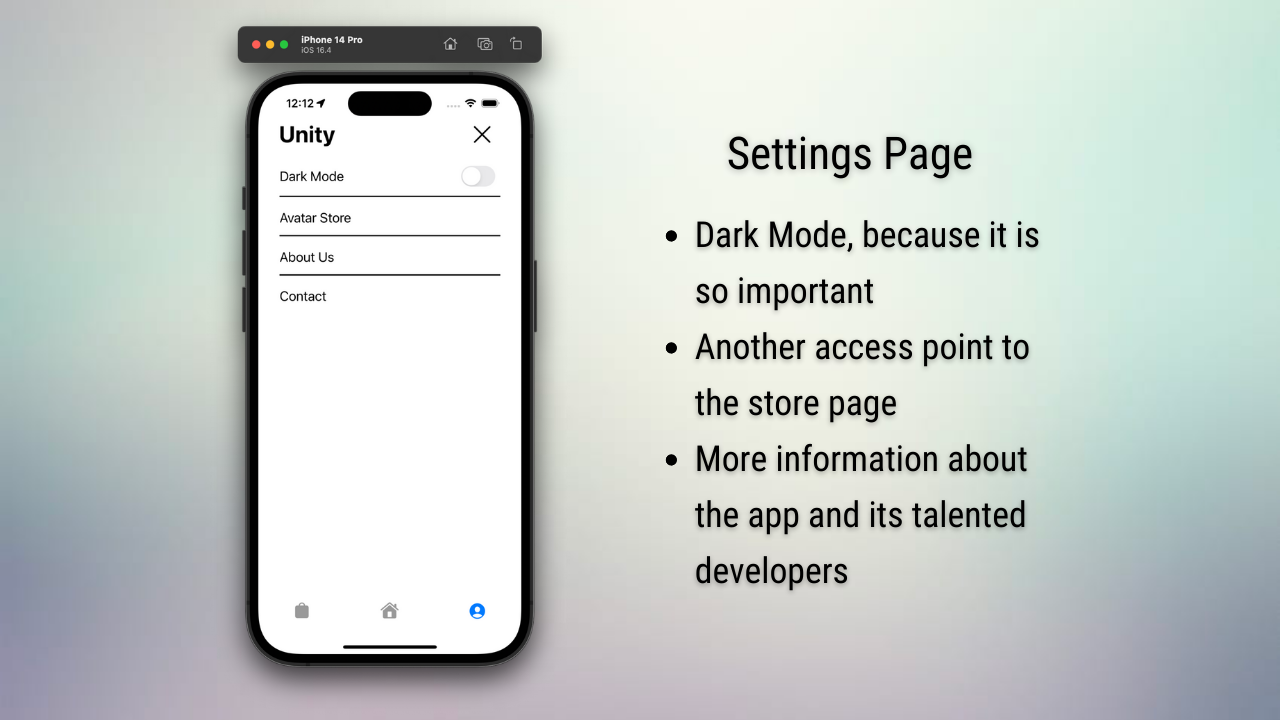 iPhone 14 Pro
iOS 16.4
12:12
Unity
Dark Mode
Avatar Store
About Us
Contact
Settings Page
Dark Mode, because it is
so important
Another access point to
the store page
More information about
the app and its talented
developers